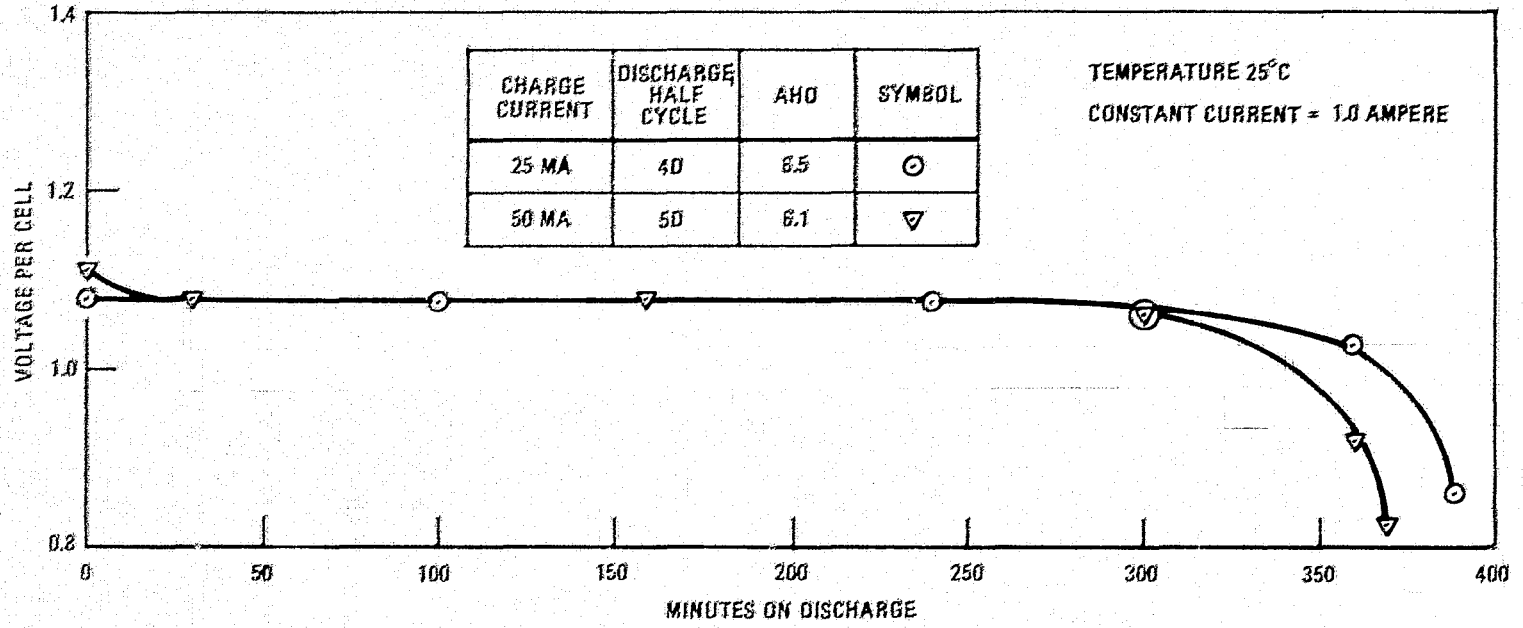 1.4
1.2
1.0
0.8
VOLTAGE PER CELL
CHARGE CURRENT
DISCHARGE HALF CYCLE
AHO
SYMBOL
25 MA
40
6.5
50 MA
50
6.1
TEMPERATURE 25°C
CONSTANT CURRENT = 1.0 AMPERE
0 50 100 150 200 250 300 350 400
MINUTES ON DISCHARGE